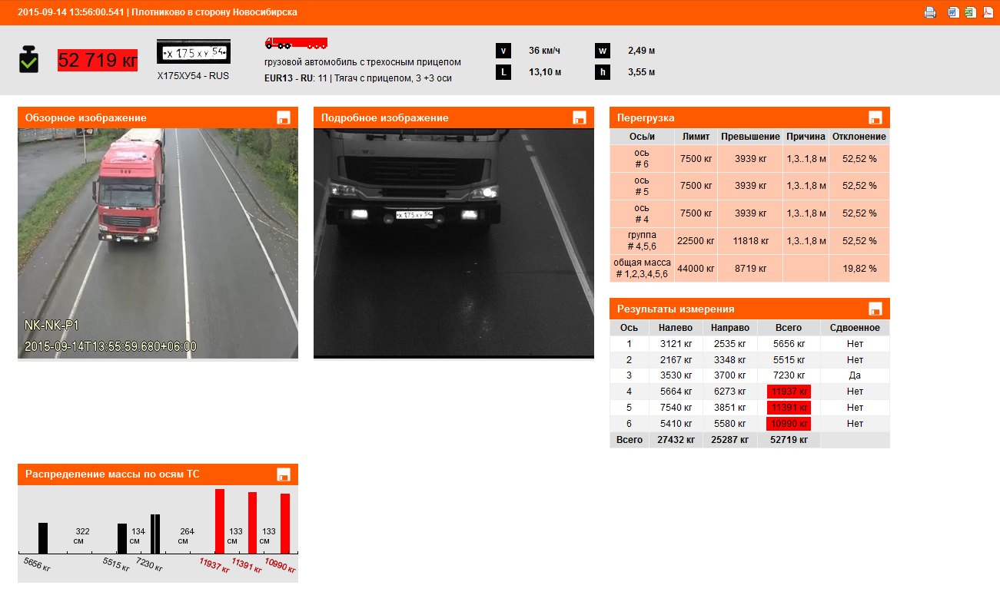 2015-09-14 13:56:00.541 | Плотниково в сторону Новосибирска
52 719 кг
Х 175 ХУ 54
Х175ХУ54 - RUS
грузовой автомобиль с трехосным прицепом
EUR13 - RU: 11 | Тягач с прицепом, 3 +3 оси
v 36 км/ч w 2,49 м
L 13,10 м h 3,55 м
Обзорное изображение
NK-NK-P1
2015-09-14T13:55:59.680+06:00
Подробное изображение
Х 175 ХУ 54
Перегрузка
Ось/и Лимит Превышение Причина Отклонение
ось
# 6 7500 кг 3939 кг 1,3..1,8 м 52,52 %
ось
# 5 7500 кг 3939 кг 1,3..1,8 м 52,52 %
ось
# 4 7500 кг 3939 кг 1,3..1,8 м 52,52 %
группа
# 4,5,6 22500 кг 11818 кг 1,3..1,8 м 52,52 %
общая масса
# 1,2,3,4,5,6 44000 кг 8719 кг 19,82 %
Результаты измерения
Ось Налево Направо Всего Сдвоенное
1 3121 кг 2535 кг 5656 кг Нет
2 2167 кг 3348 кг 5515 кг Нет
3 3530 кг 3700 кг 7230 кг Да
4 5664 кг 6273 кг 11937 кг Нет
5 7540 кг 3851 кг 11391 кг Нет
6 5410 кг 5580 кг 10990 кг Нет
Всего 27432 кг 25287 кг 52719 кг
Распределение массы по осям ТС
322 134 264 133 133
см см см см см
5656 кг 5515 кг 7230 кг 11937 кг 11391 кг 10990 кг